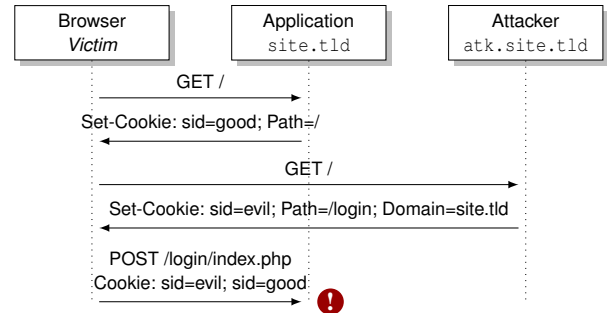 Browser
Victim
Application
site.tld
Attacker
atk.site.tld
GET /
Set-Cookie: sid=good; Path=/
GET /
Set-Cookie: sid=evil; Path=/login; Domain=site.tld
POST /login/index.php
Cookie: sid=evil; sid=good
!